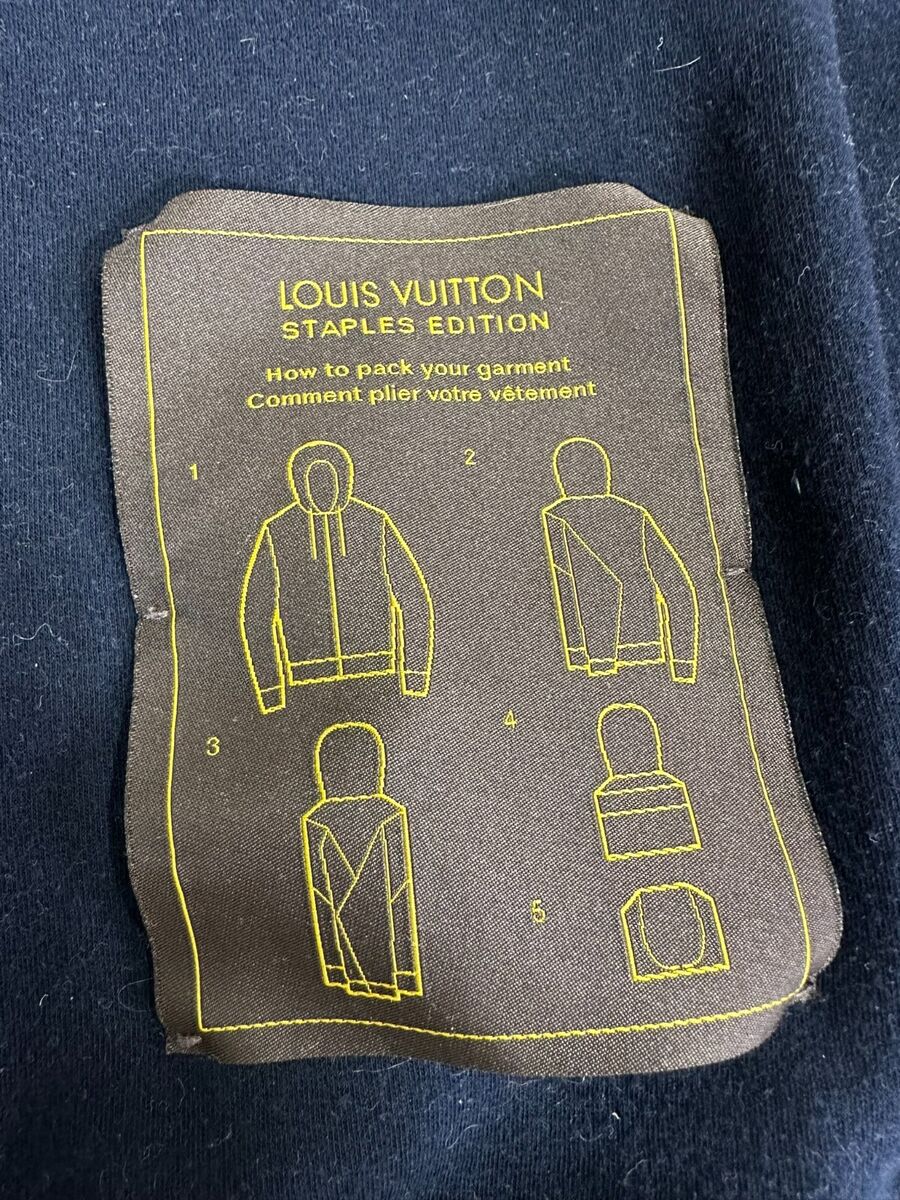 LOUIS VUITTON
STAPLES EDITION
How to pack your garment
Comment plier votre vêtement
1
2
3
4
5